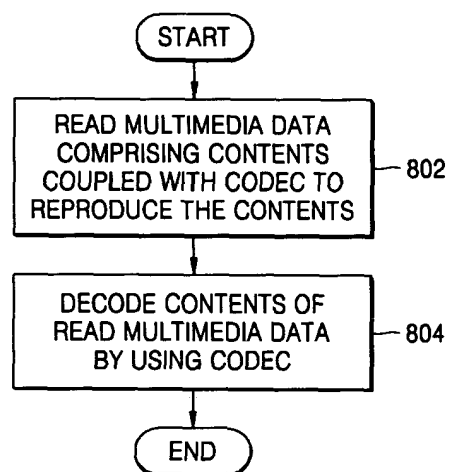 START
READ MULTIMEDIA DATA
COMPRISING CONTENTS
COUPLED WITH CODEC TO
REPRODUCE THE CONTENTS
802
DECODE CONTENTS OF
READ MULTIMEDIA DATA
BY USING CODEC
804
END